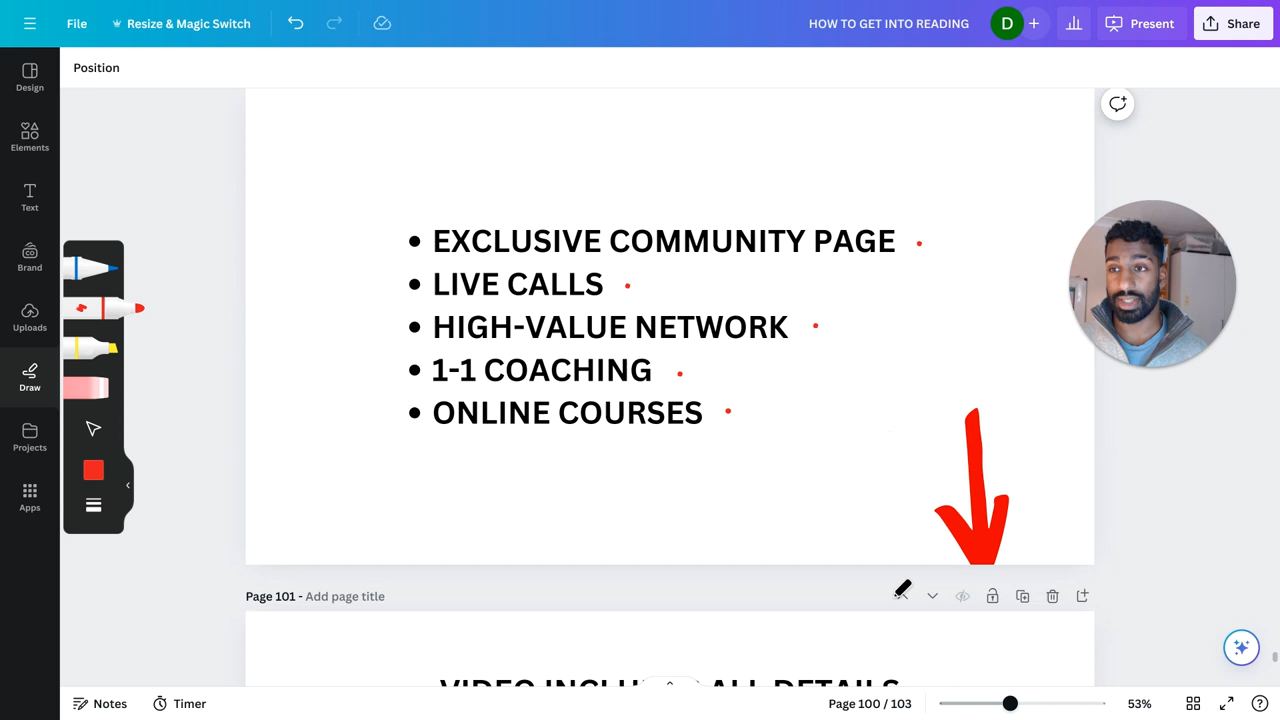 File
Resize & Magic Switch
HOW TO GET INTO READING
D
Present
Share
Design
Elements
Text
Brand
Uploads
Draw
Projects
Apps
Position
• EXCLUSIVE COMMUNITY PAGE
• LIVE CALLS
• HIGH-VALUE NETWORK
• 1-1 COACHING
• ONLINE COURSES
Page 101 - Add page title
ALL DETAILS
Notes
Timer
Page 100 / 103
53%